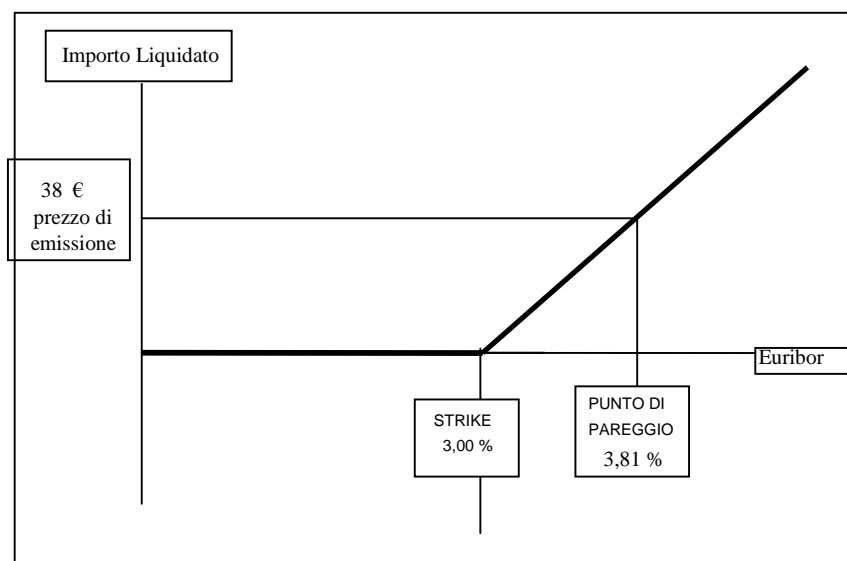 Importo Liquidato
38 €
prezzo di
emissione
Euribor
STRIKE
3,00 %
PUNTO DI
PAREGGIO
3,81 %